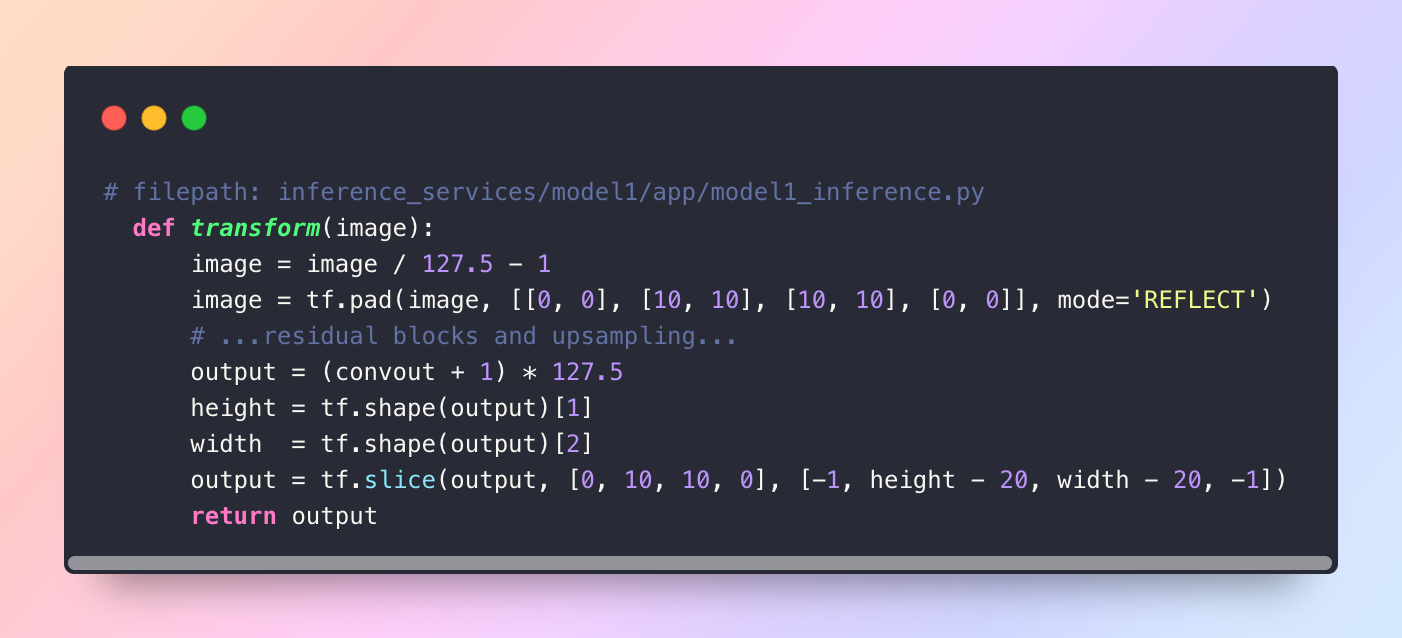 # filepath: inference_services/model1/app/model1_inference.py
  def transform(image):
      image = image / 127.5 - 1
      image = tf.pad(image, [[0, 0], [10, 10], [10, 10], [0, 0]], mode='REFLECT')
      # ...residual blocks and upsampling...
      output = (convout + 1) * 127.5
      height = tf.shape(output)[1]
      width  = tf.shape(output)[2]
      output = tf.slice(output, [0, 10, 10, 0], [-1, height - 20, width - 20, -1])
      return output